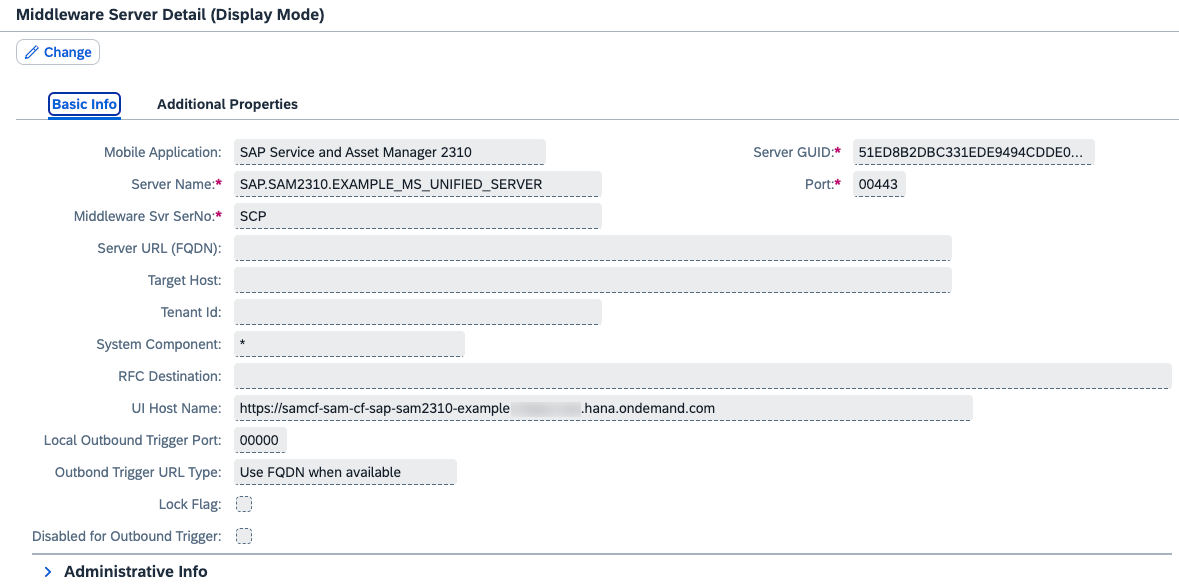 Middleware Server Detail (Display Mode)
Change
Basic Info Additional Properties
Mobile Application: SAP Service and Asset Manager 2310 Server GUID:* 51ED8B2DBC331EDE9494CDDE0...
Server Name:* SAP.SAM2310.EXAMPLE_MS_UNIFIED_SERVER Port:* 00443
Middleware Svr SerNo:* SCP
Server URL (FQDN):
Target Host:
Tenant Id:
System Component: *
RFC Destination:
UI Host Name: https://samcf-sam-cf-sap-sam2310-example .hana.ondemand.com
Local Outbound Trigger Port: 00000
Outbond Trigger URL Type: Use FQDN when available
Lock Flag:
Disabled for Outbound Trigger:
Administrative Info